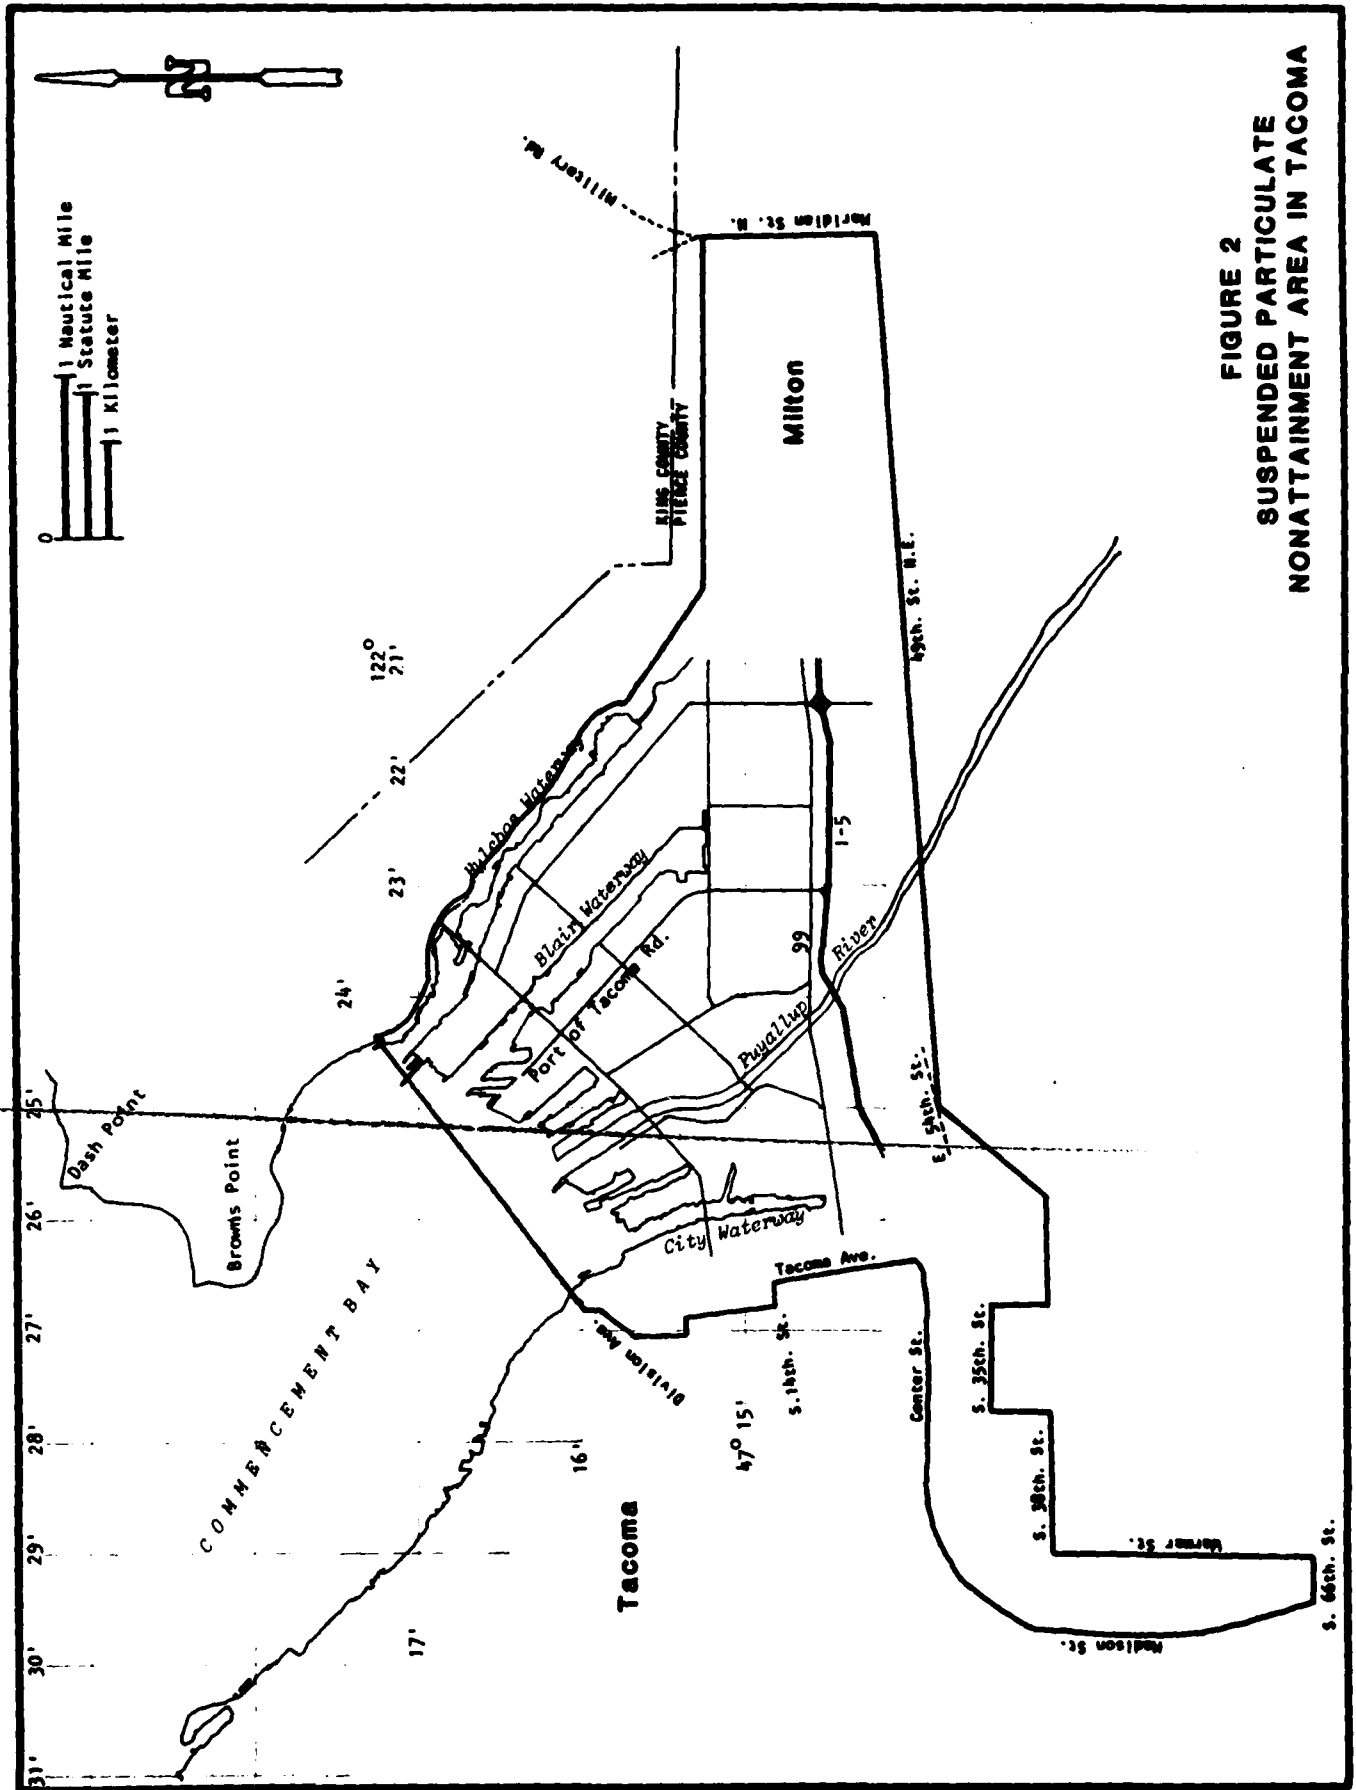 N
0
1 Nautical Mile
1 Statute Mile
1 Kilometer
31'
30'
29'
28'
27'
26'
25'
24'
23'
22'
122°
21'
Dash Point
Browns Point
COMMENCEMENT BAY
Military Rd.
KING COUNTY
PIERCE COUNTY
Meridian St. N.
Milton
Hylebos Waterway
Blair Waterway
Port of Tacoma Rd.
Puyallup River
City Waterway
99
I-5
49th. St. N.E.
E. 54th. St.
Tacoma Ave.
Division Ave.
S. 14th. St.
Center St.
S. 35th. St.
S. 38th. St.
Warner St.
Madison St.
S. 66th. St.
17'
16'
47° 15'
Tacoma
FIGURE 2
SUSPENDED PARTICULATE
NONATTAINMENT AREA IN TACOMA